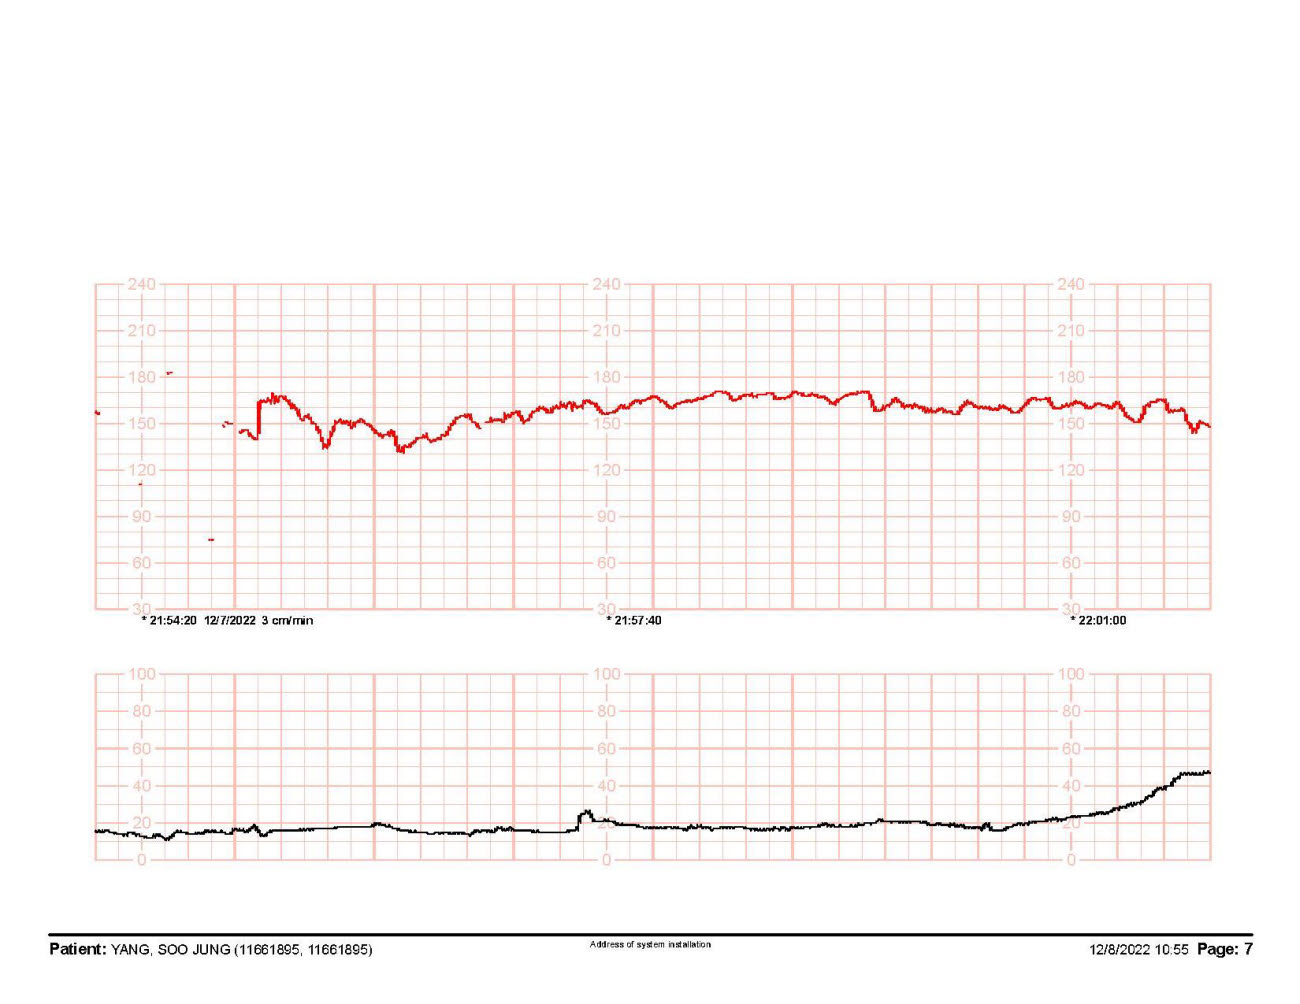 240 240 240
210 210 210
180 180 180
150 150 150
120 120 120
90 90 90
60 60 60
30 30 30
* 21:54:20 12/7/2022 3 cm/min * 21:57:40 * 22:01:00
100 100 100
80 80 80
60 60 60
40 40 40
20 20 20
0 0 0
Patient: YANG, SOO JUNG (11661895, 11661895) Address of system installation 12/8/2022 10:55 Page: 7